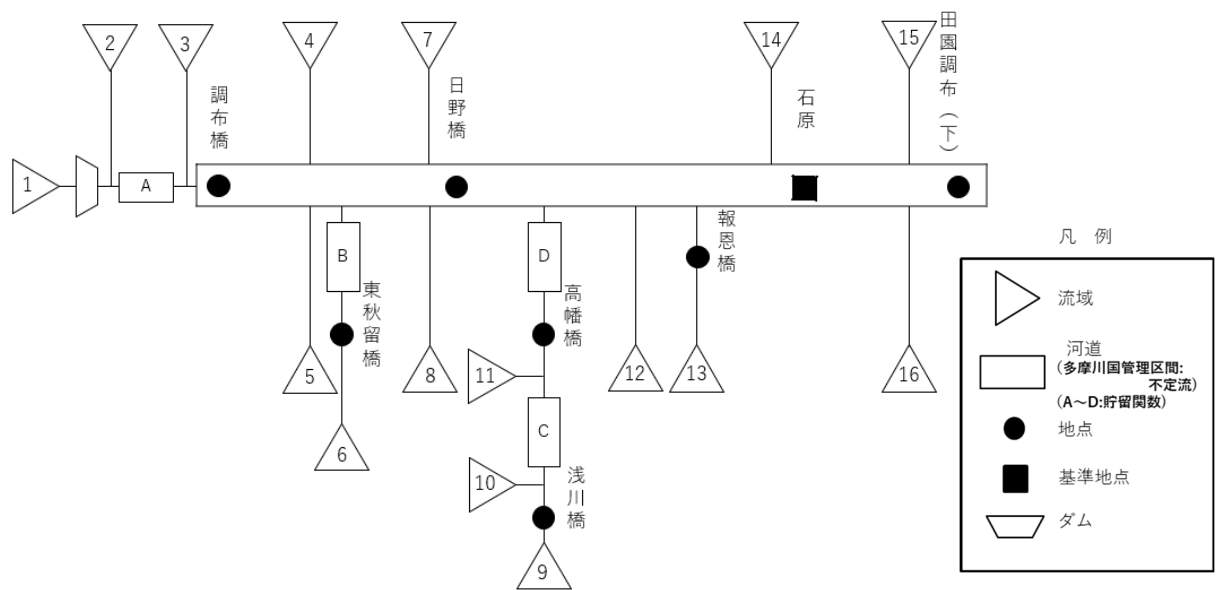 2
3
4
7
14
15
田園調布（下）
調布橋
日野橋
石原
1
A
報恩橋
B
東秋留橋
D
高幡橋
5
8
11
12
13
16
6
C
10
浅川橋
9
凡 例
流域
河道
(多摩川国管理区間:
不定流)
(A～D:貯留関数)
地点
基準地点
ダム